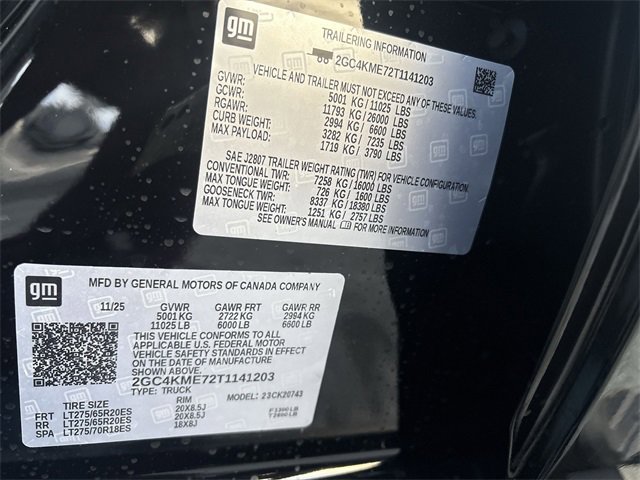 gm
TRAILERING INFORMATION
2GC4KME72T1141203
VEHICLE AND TRAILER MUST NOT EXCEED ANY OF THESE VALUES.
GVWR: 5001 KG / 11025 LBS
GCWR: 11793 KG / 26000 LBS
RGAWR: 2994 KG / 6600 LBS
CURB WEIGHT: 3282 KG / 7235 LBS
MAX PAYLOAD: 1719 KG / 3790 LBS
SAE J2807 TRAILER WEIGHT RATING (TWR) FOR VEHICLE CONFIGURATION.
CONVENTIONAL TWR: 7258 KG / 16000 LBS
MAX TONGUE WEIGHT: 726 KG / 1600 LBS
GOOSENECK TWR: 8337 KG / 18380 LBS
MAX TONGUE WEIGHT: 1251 KG / 2757 LBS
SEE OWNER'S MANUAL FOR MORE INFORMATION
gm
MFD BY GENERAL MOTORS OF CANADA COMPANY
11/25 GVWR GAWR FRT GAWR RR
5001 KG 2722 KG 2994 KG
11025 LB 6000 LB 6600 LB
THIS VEHICLE CONFORMS TO ALL
APPLICABLE U.S. FEDERAL MOTOR
VEHICLE SAFETY STANDARDS IN EFFECT
ON THE DATE OF MANUFACTURE
SHOWN ABOVE.
2GC4KME72T1141203
TYPE: TRUCK MODEL: 23CK20743
TIRE SIZE RIM
FRT LT275/65R20ES 20X8.5J
RR LT275/65R20ES 20X8.5J
SPA LT275/70R18ES 18X8J